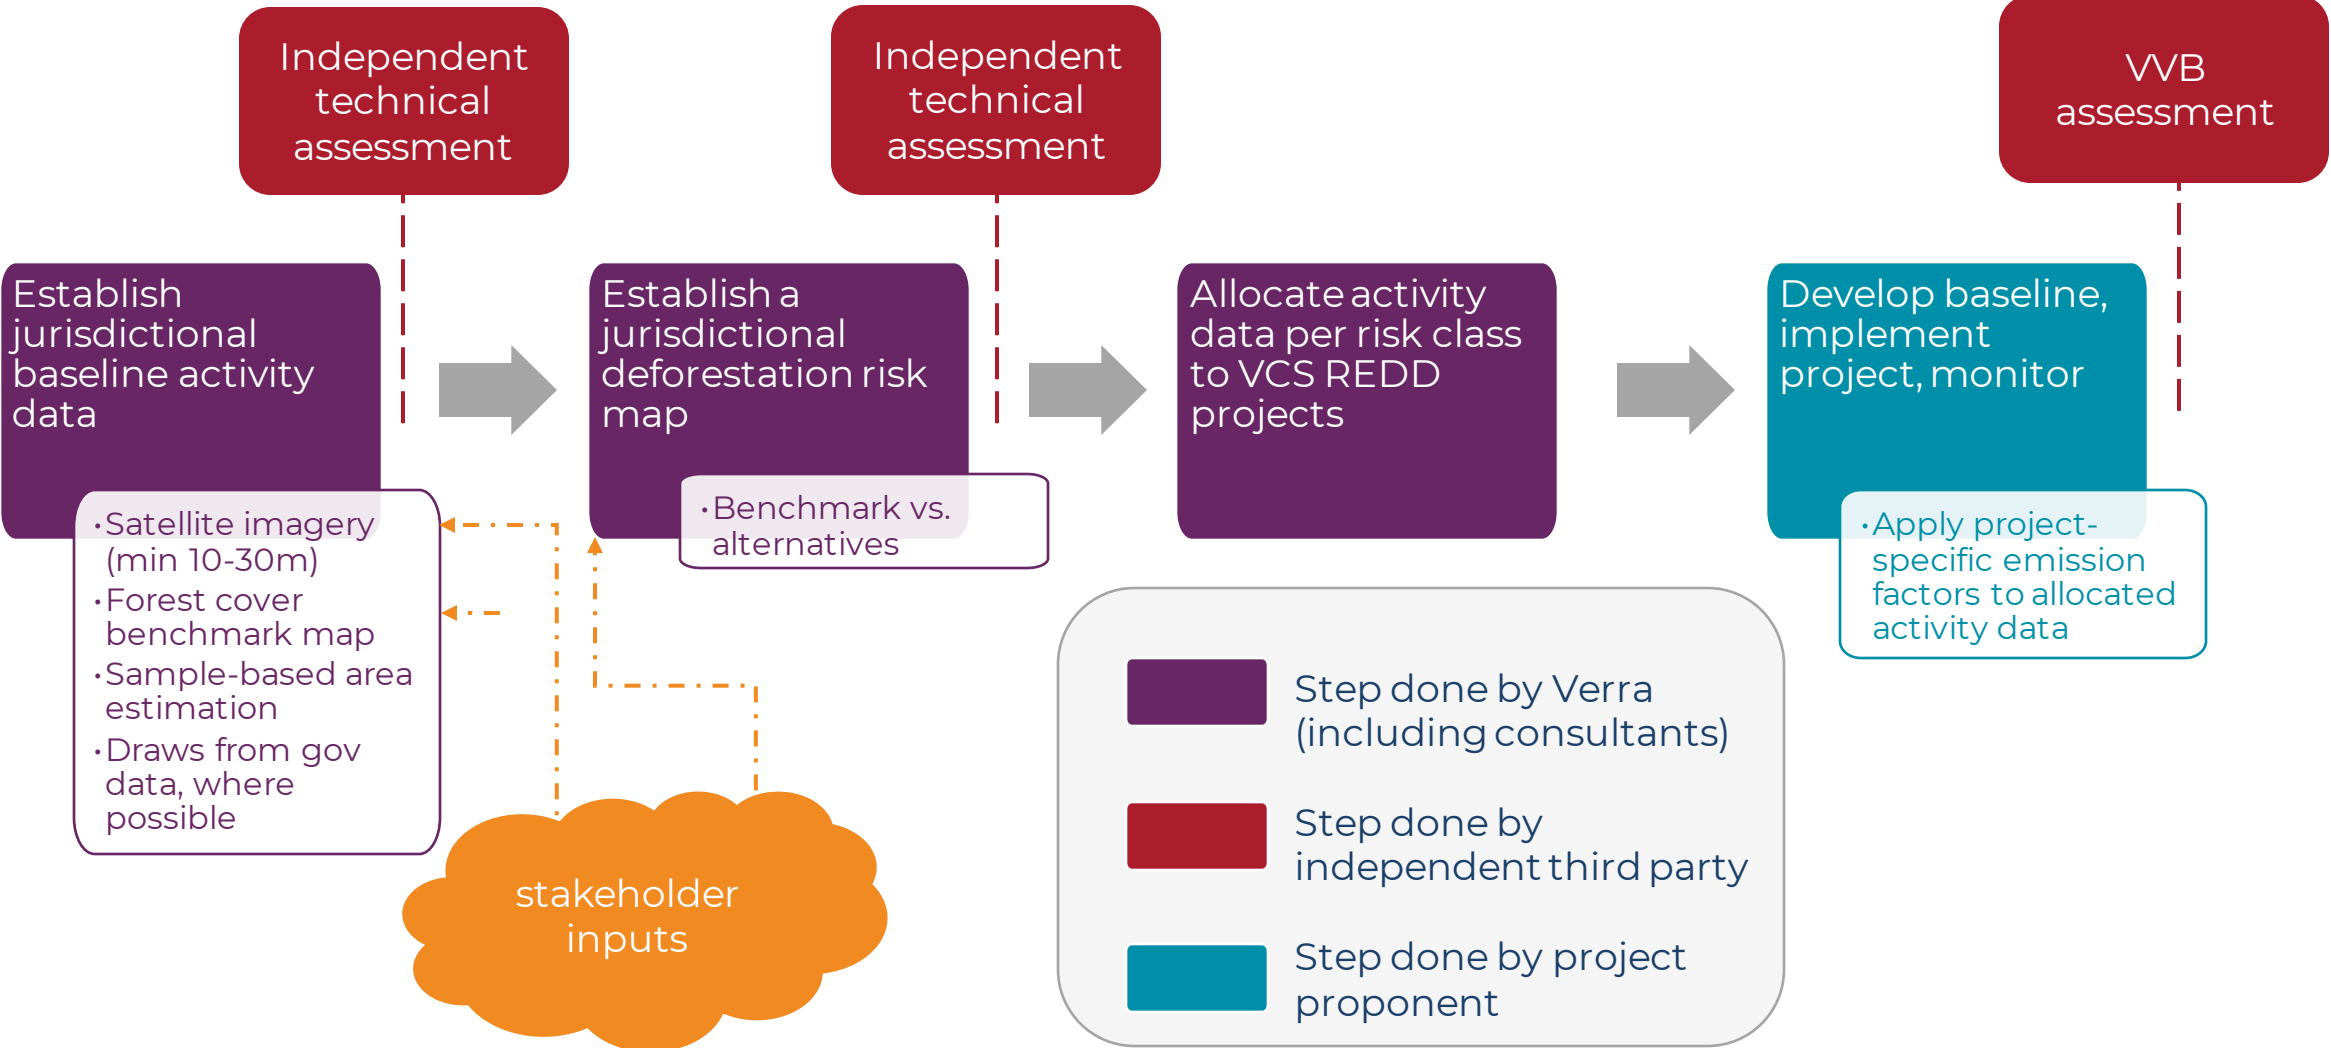 Independent
technical
assessment
Independent
technical
assessment
VVB
assessment
Establish
jurisdictional
baseline activity
data
Establish a
jurisdictional
deforestation risk
map
Allocate activity
data per risk class
to VCS REDD
projects
Develop baseline,
implement
project, monitor
·Satellite imagery
(min 10-30m)
·Forest cover
benchmark map
·Sample-based area
estimation
·Draws from gov
data, where
possible
·Benchmark vs.
alternatives
·Apply project-
specific emission
factors to allocated
activity data
stakeholder
inputs
Step done by Verra
(including consultants)
Step done by
independent third party
Step done by project
proponent